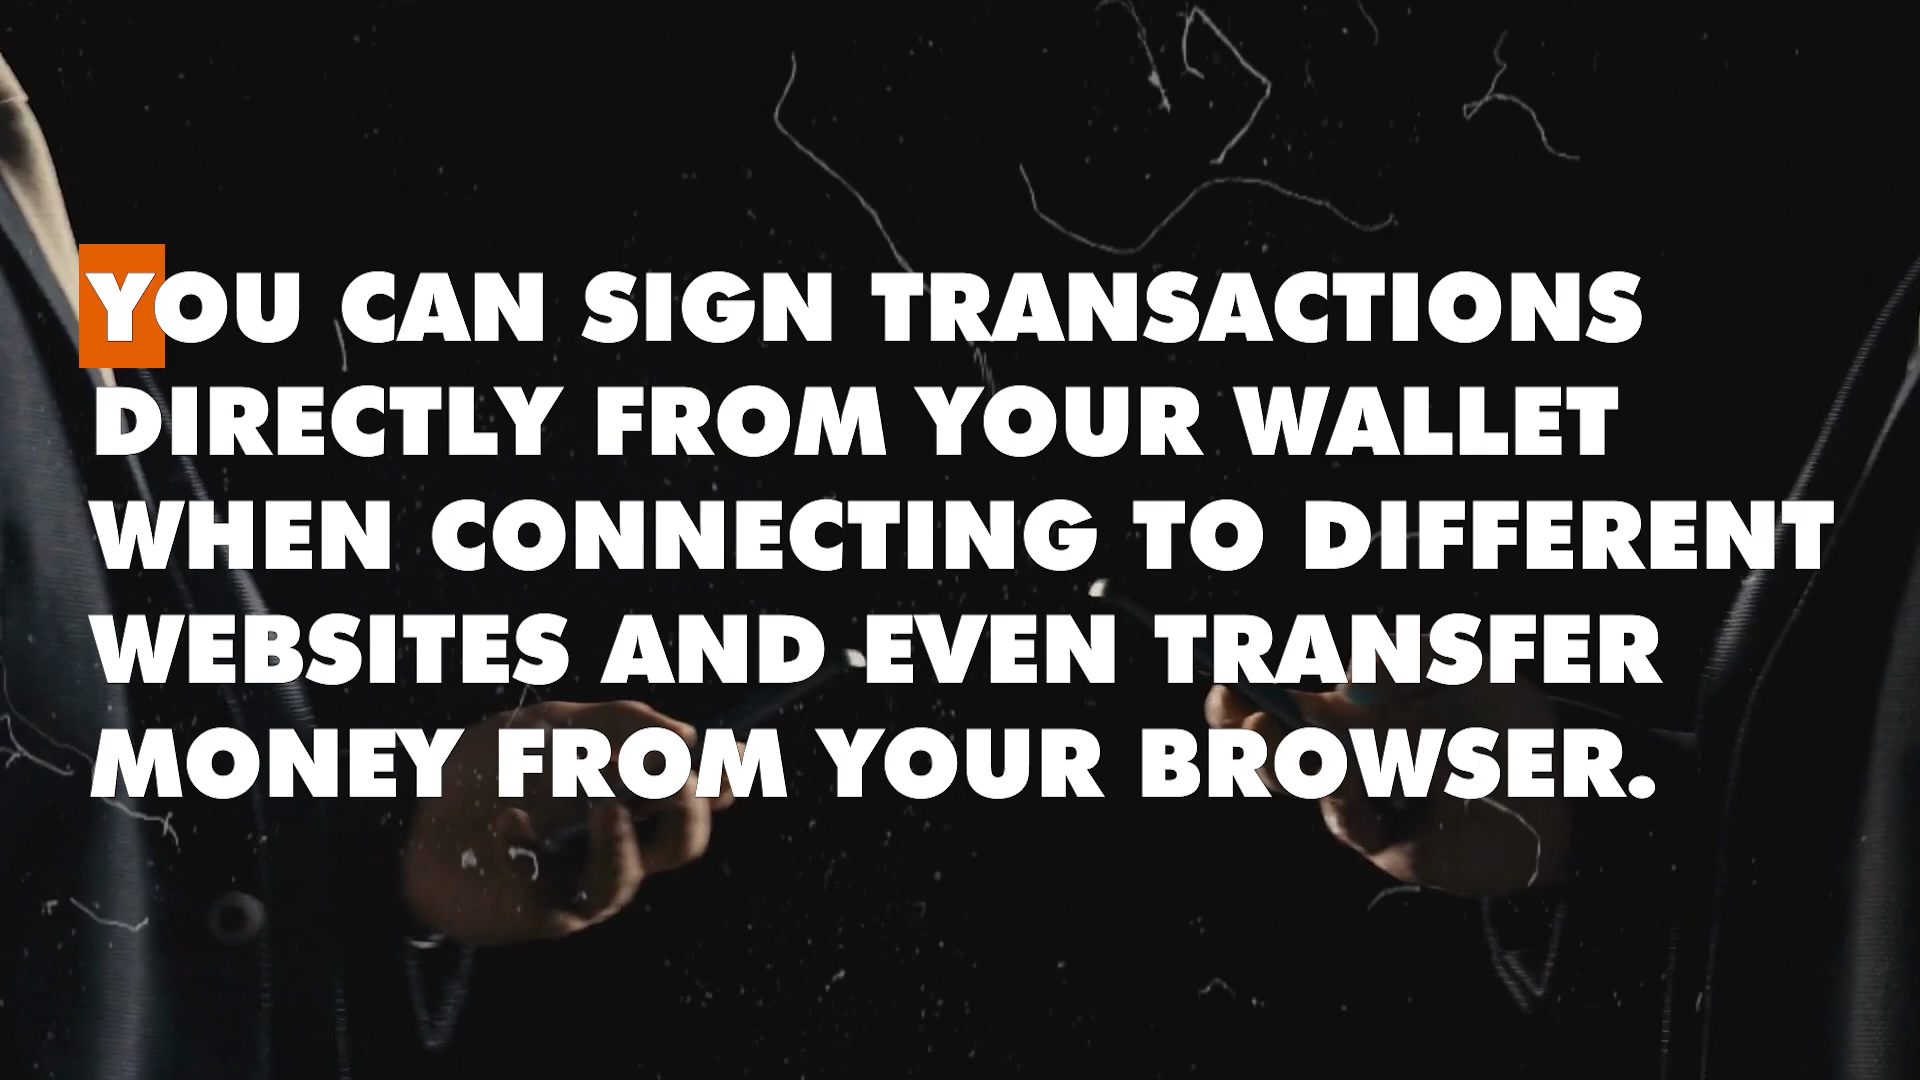 YOU CAN SIGN TRANSACTIONS
DIRECTLY FROM YOUR WALLET
WHEN CONNECTING TO DIFFERENT
WEBSITES AND EVEN TRANSFER
MONEY FROM YOUR BROWSER.